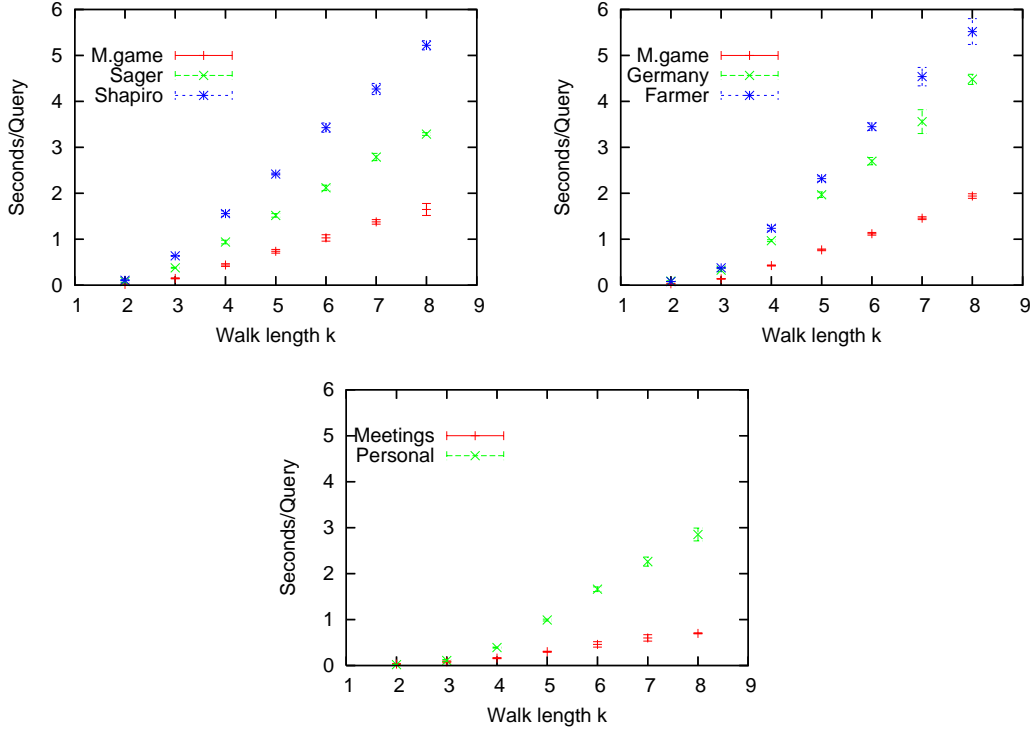 6
5
4
3
2
1
0
Seconds/Query
M.game
Sager
Shapiro
1 2 3 4 5 6 7 8 9
Walk length k
6
5
4
3
2
1
0
Seconds/Query
M.game
Germany
Farmer
1 2 3 4 5 6 7 8 9
Walk length k
6
5
4
3
2
1
0
Seconds/Query
Meetings
Personal
1 2 3 4 5 6 7 8 9
Walk length k